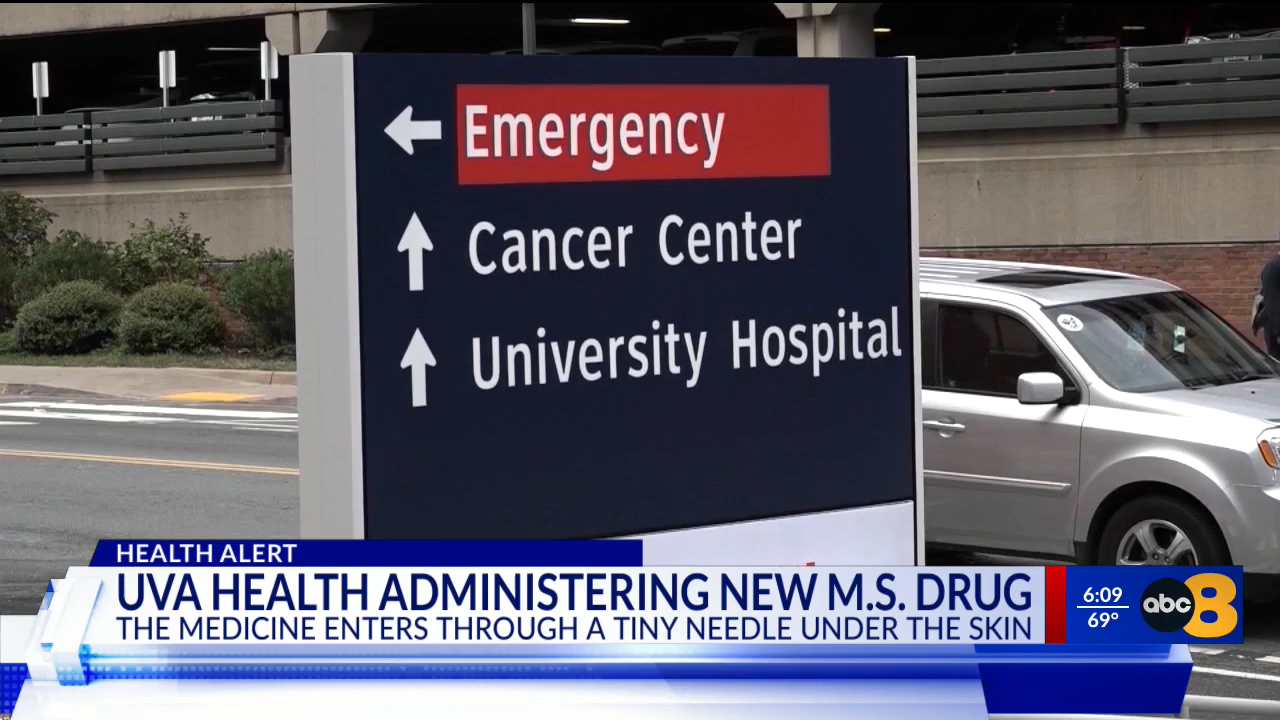 Emergency
Cancer Center
University Hospital
HEALTH ALERT
UVA HEALTH ADMINISTERING NEW M.S. DRUG
THE MEDICINE ENTERS THROUGH A TINY NEEDLE UNDER THE SKIN
6:09
69°
abc 8